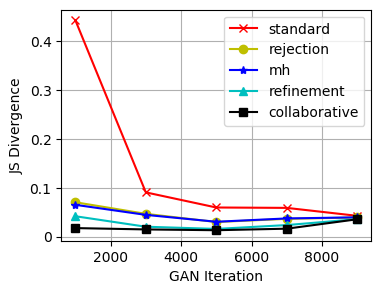 standard
rejection
mh
refinement
collaborative
JS Divergence
0.4
0.3
0.2
0.1
0
2000
4000
6000
8000
GAN Iteration